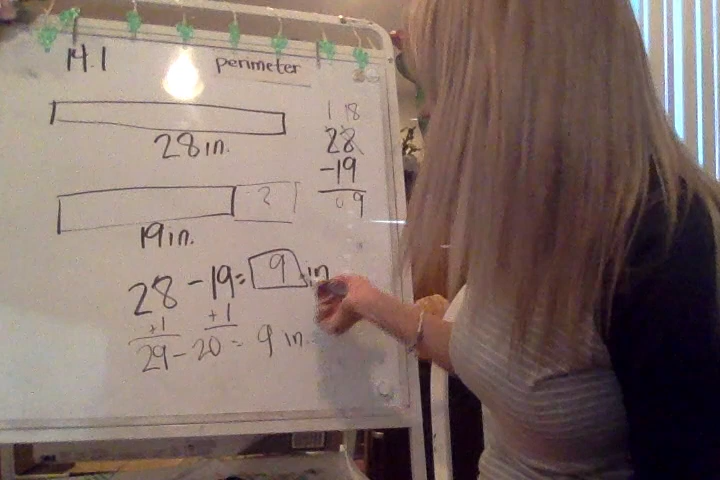 14.1
perimeter
28 in.
1 18
28
-19
09
?
19 in.
28 - 19 = 9 in
+1 +1
29 - 20 = 9 in.